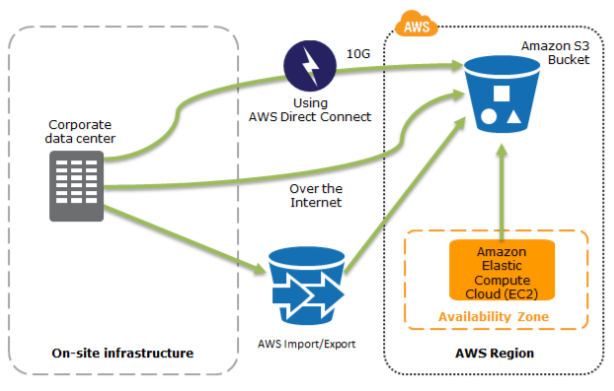 AWS
10G
Amazon S3
Bucket
Using
AWS Direct Connect
Corporate
data center
Over the
Internet
Amazon
Elastic
Compute
Cloud (EC2)
Availability Zone
AWS Import/Export
On-site infrastructure
AWS Region